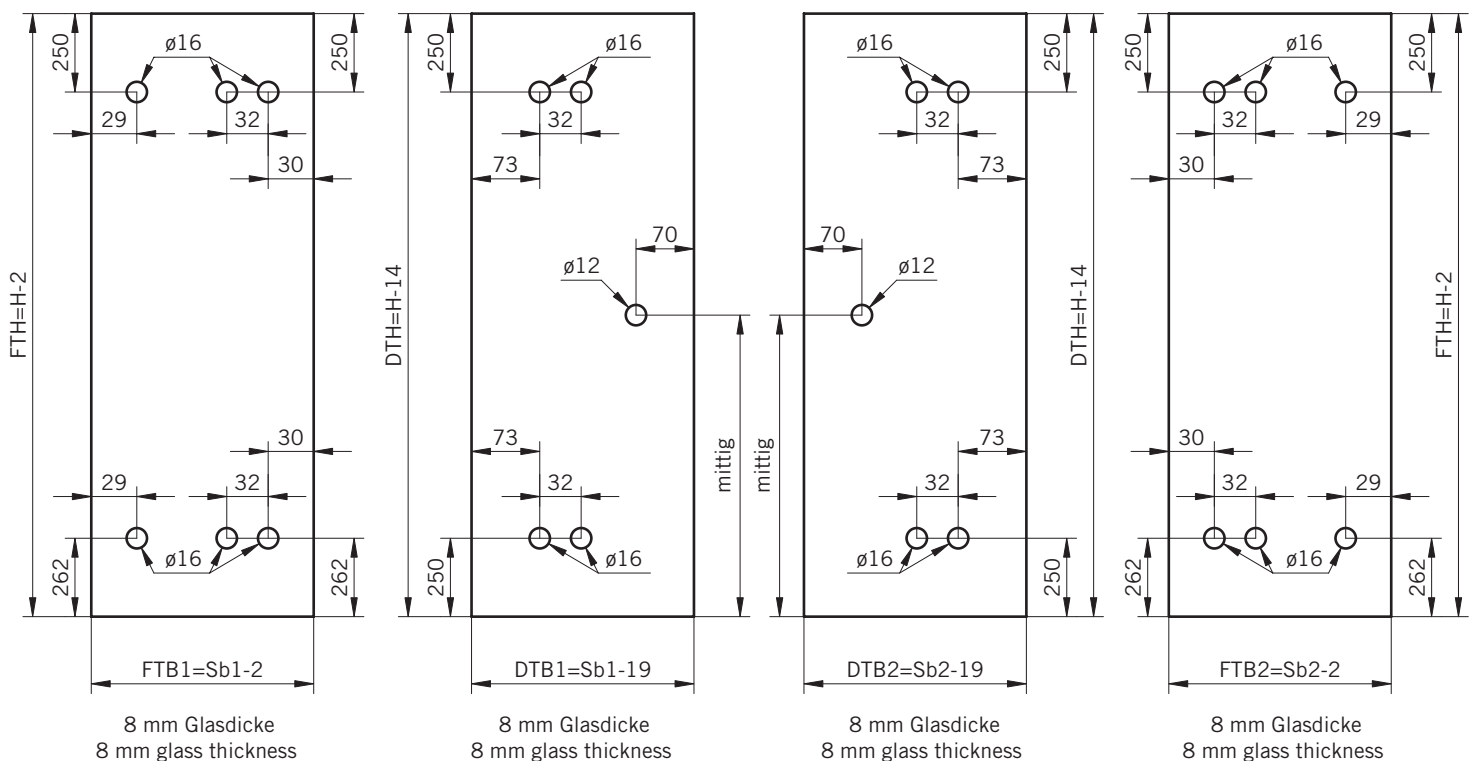 250
ø16
250
29
32
30
FTH=H-2
30
29
32
ø16
262
262
FTB1=Sb1-2
8 mm Glasdicke
8 mm glass thickness
250
ø16
32
73
70
ø12
DTH=H-14
73
32
ø16
250
mittig
DTB1=Sb1-19
8 mm Glasdicke
8 mm glass thickness
ø16
250
32
73
70
ø12
DTH=H-14
mittig
73
32
ø16
250
DTB2=Sb2-19
8 mm Glasdicke
8 mm glass thickness
250
ø16
250
32
29
30
FTH=H-2
30
32
29
ø16
262
262
FTB2=Sb2-2
8 mm Glasdicke
8 mm glass thickness